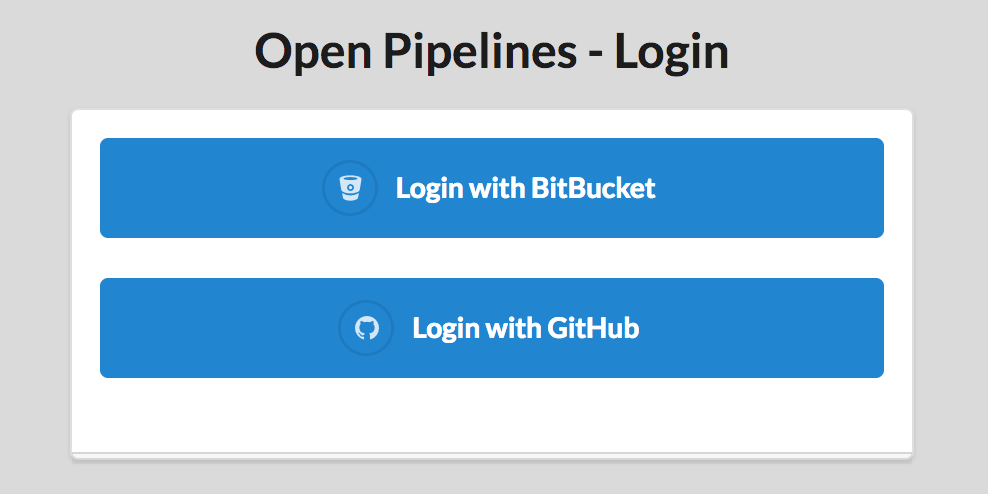 Open Pipelines - Login
Login with BitBucket
Login with GitHub